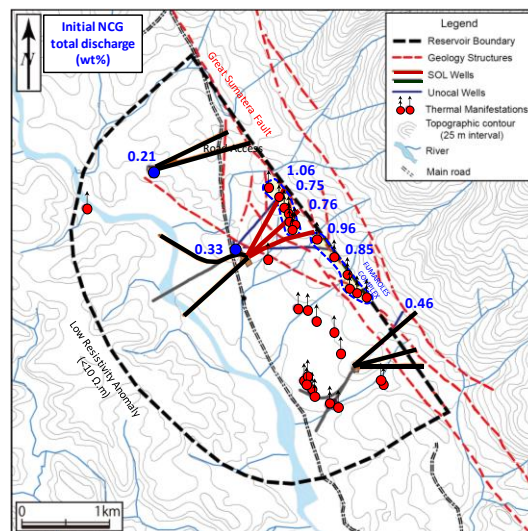 Initial NCG
total discharge
(wt%)
N
Great Sumatera Fault
Legend
Reservoir Boundary
Geology Structures
SOL Wells
Unocal Wells
Thermal Manifestations
Topographic contour
(25 m interval)
River
Main road
Access
0.21
1.06
0.75
0.76
0.96
0.33
0.85
FUMAROLES
COMPLEX
0.46
Low Resistivity Anomaly
(<10 Ω.m)
0
1km